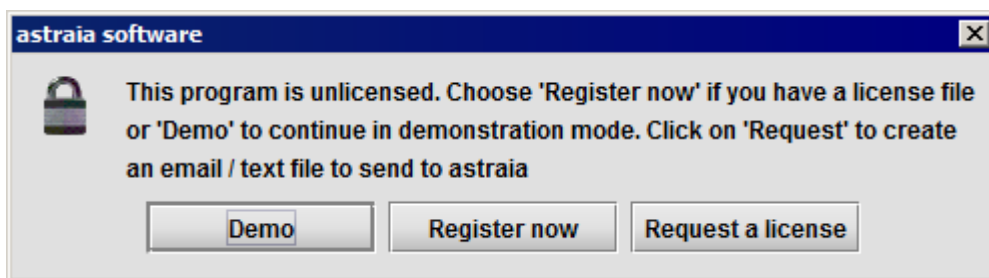 astraia software
This program is unlicensed. Choose 'Register now' if you have a license file
or 'Demo' to continue in demonstration mode. Click on 'Request' to create
an email / text file to send to astraia
Demo Register now Request a license